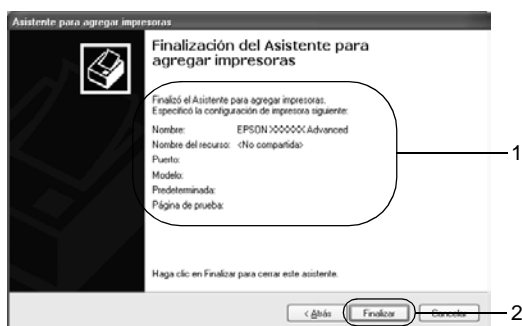 Asistente para agregar impresoras
Finalización del Asistente para
agregar impresoras
Finalizó el Asistente para agregar impresoras.
Especificó la configuración de impresora siguiente:
Nombre: EPSON XXXXXX Advanced
Nombre del recurso: <No compartida>
Puerto:
Modelo:
Predeterminada:
Página de prueba:
1
Haga clic en Finalizar para cerrar este asistente.
< Atrás Finalizar Cancelar
2